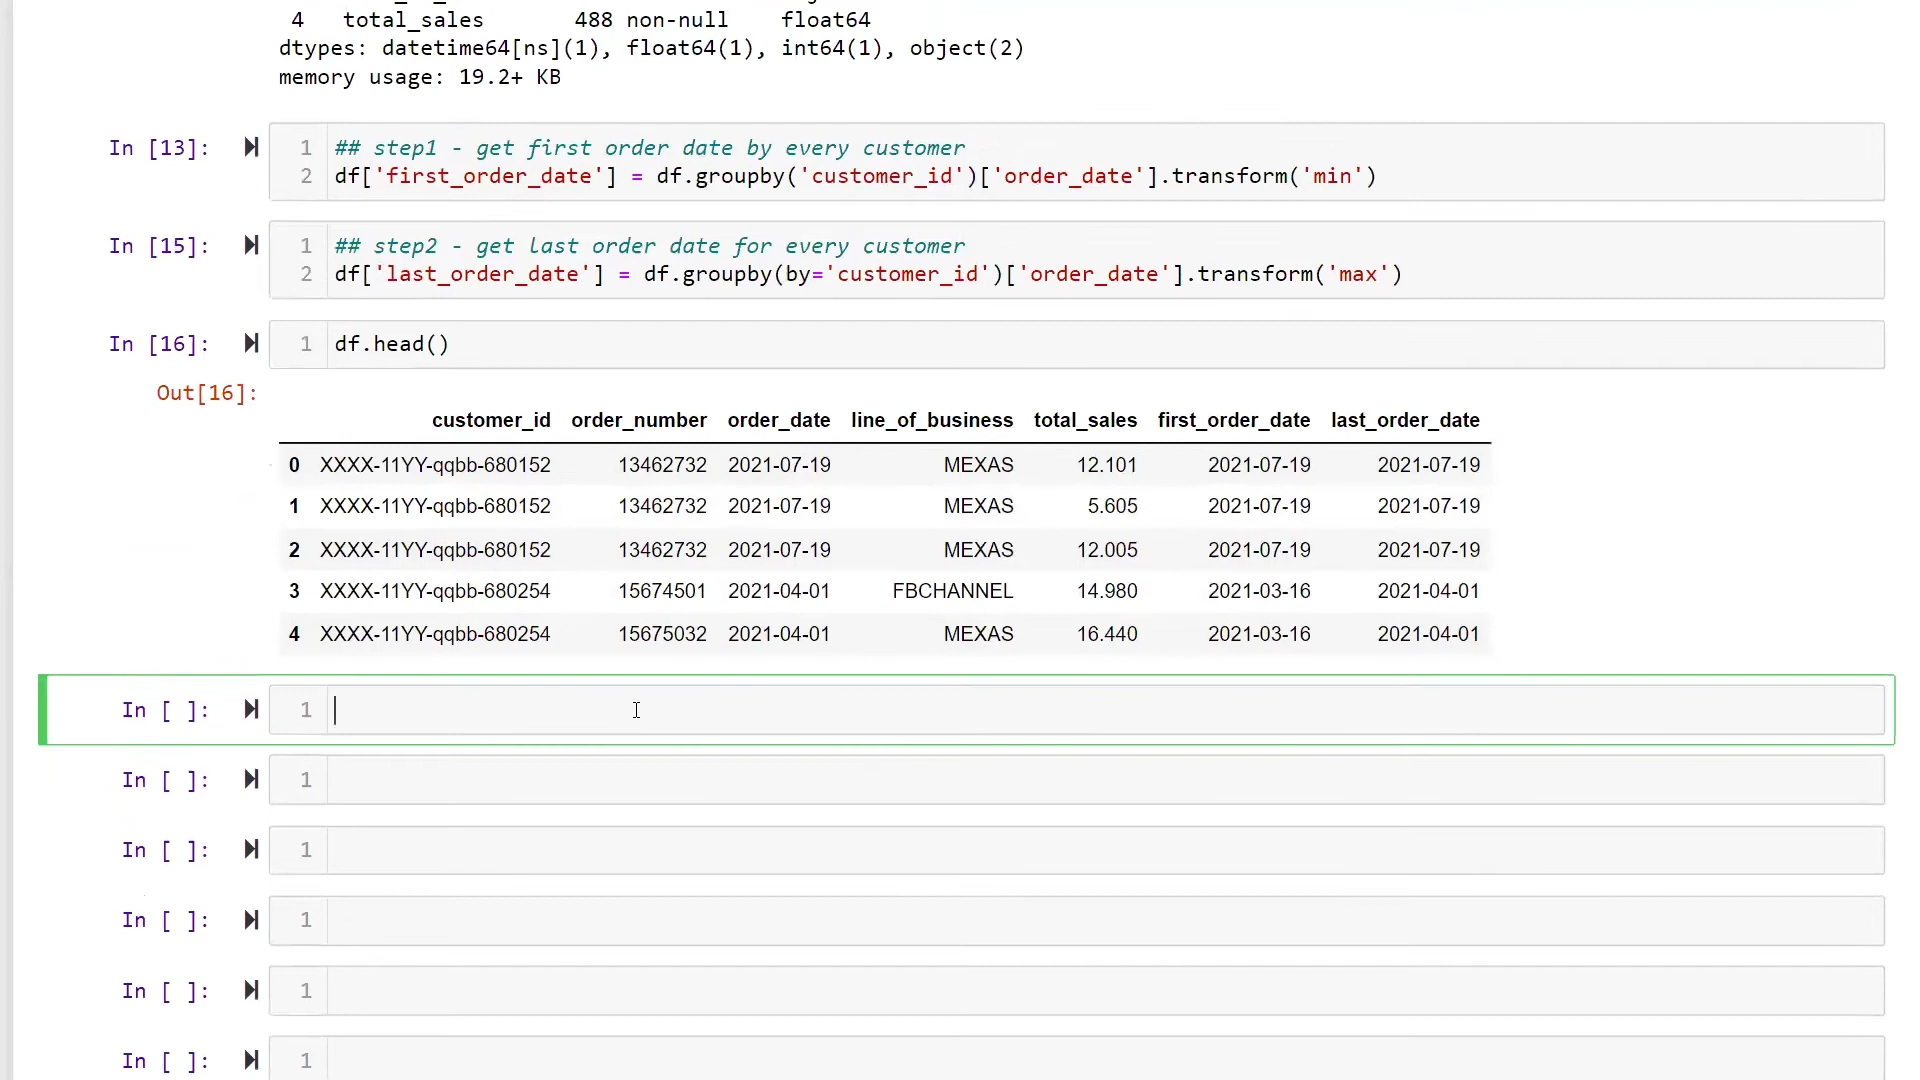 4 total_sales 488 non-null float64
dtypes: datetime64[ns](1), float64(1), int64(1), object(2)
memory usage: 19.2+ KB
In [13]: 1 ## step1 - get first order date by every customer
2 df['first_order_date'] = df.groupby('customer_id')['order_date'].transform('min')
In [15]: 1 ## step2 - get last order date for every customer
2 df['last_order_date'] = df.groupby(by='customer_id')['order_date'].transform('max')
In [16]: 1 df.head()
Out[16]:
customer_id order_number order_date line_of_business total_sales first_order_date last_order_date
0 XXXX-11YY-qqbb-680152 13462732 2021-07-19 MEXAS 12.101 2021-07-19 2021-07-19
1 XXXX-11YY-qqbb-680152 13462732 2021-07-19 MEXAS 5.605 2021-07-19 2021-07-19
2 XXXX-11YY-qqbb-680152 13462732 2021-07-19 MEXAS 12.005 2021-07-19 2021-07-19
3 XXXX-11YY-qqbb-680254 15674501 2021-04-01 FBCHANNEL 14.980 2021-03-16 2021-04-01
4 XXXX-11YY-qqbb-680254 15675032 2021-04-01 MEXAS 16.440 2021-03-16 2021-04-01
In [ ]: 1
In [ ]: 1
In [ ]: 1
In [ ]: 1
In [ ]: 1
In [ ]: 1